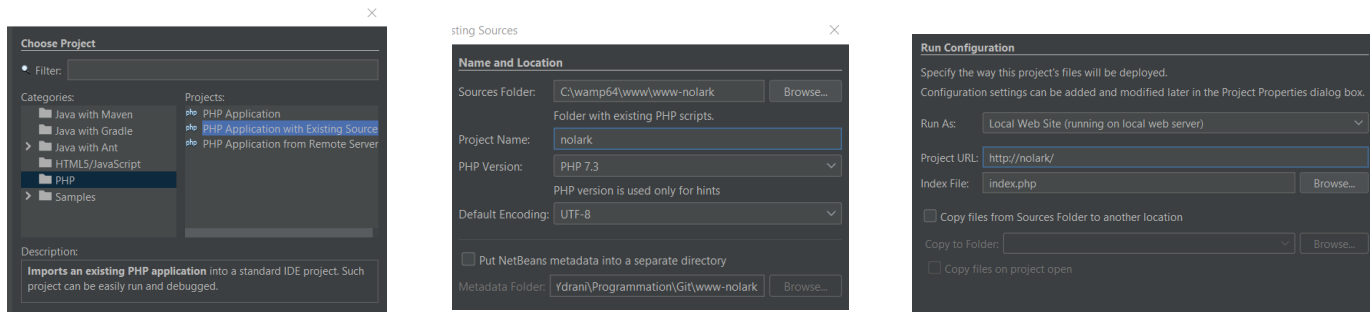 Choose Project
Filter:
Categories:
Projects:
Java with Maven
Java with Gradle
Java with Ant
HTML5/JavaScript
PHP
Samples
php PHP Application
php PHP Application with Existing Source
php PHP Application from Remote Server
Description:
Imports an existing PHP application into a standard IDE project. Such
project can be easily run and debugged.
sting Sources
Name and Location
Sources Folder: C:\wamp64\www\www-nolark Browse...
Folder with existing PHP scripts.
Project Name: nolark
PHP Version: PHP 7.3
PHP version is used only for hints
Default Encoding: UTF-8
Put NetBeans metadata into a separate directory
Metadata Folder: ydrani\Programmation\Git\www-nolark Browse...
Run Configuration
Specify the way this project's files will be deployed.
Configuration settings can be added and modified later in the Project Properties dialog box.
Run As: Local Web Site (running on local web server)
Project URL: http://nolark/
Index File: index.php Browse...
Copy files from Sources Folder to another location
Copy to Folder: Browse...
Copy files on project open